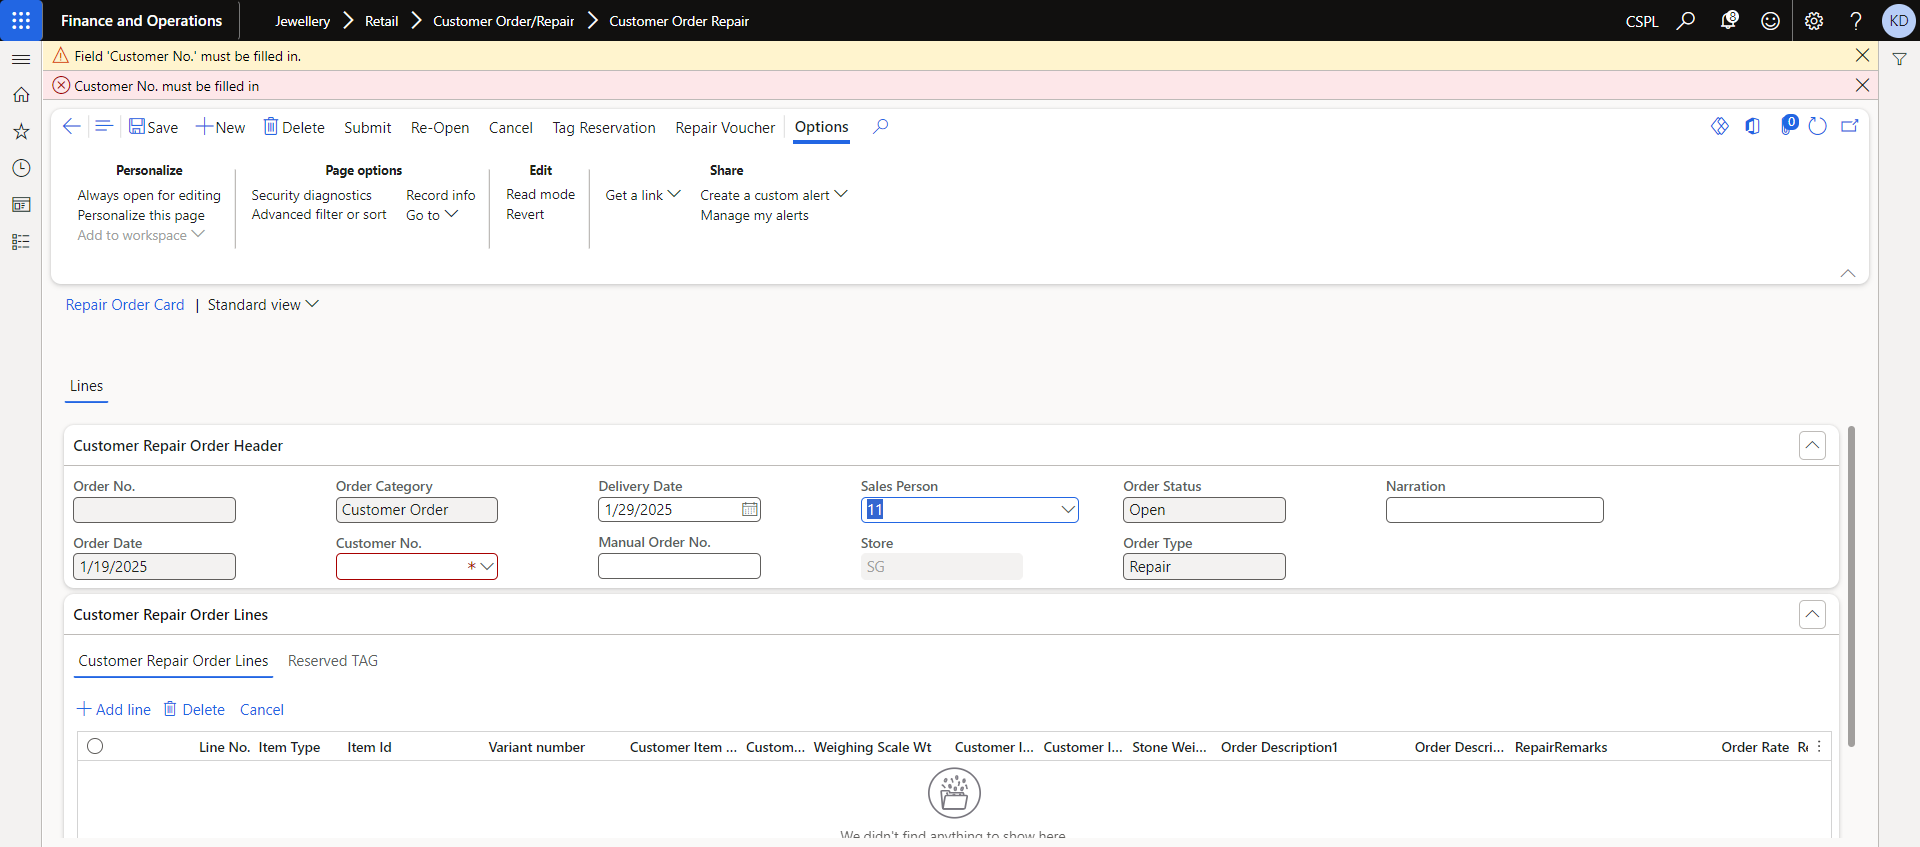 Finance and Operations Jewellery Retail Customer Order/Repair Customer Order Repair CSPL 8 ? KD
Field 'Customer No.' must be filled in.
Customer No. must be filled in
Save New Delete Submit Re-Open Cancel Tag Reservation Repair Voucher Options 0
Personalize Page options Edit Share
Always open for editing Security diagnostics Record info Read mode Get a link Create a custom alert
Personalize this page Advanced filter or sort Go to Revert Manage my alerts
Add to workspace
Repair Order Card | Standard view
Lines
Customer Repair Order Header
Order No. Order Category Delivery Date Sales Person Order Status Narration
Customer Order 1/29/2025 11 Open
Order Date Customer No. Manual Order No. Store Order Type
1/19/2025 * SG Repair
Customer Repair Order Lines
Customer Repair Order Lines Reserved TAG
Add line Delete Cancel
Line No. Item Type Item Id Variant number Customer Item ... Custom... Weighing Scale Wt Customer I... Customer I... Stone Wei... Order Description1 Order Descri... RepairRemarks Order Rate
We didn't find anything to show here.